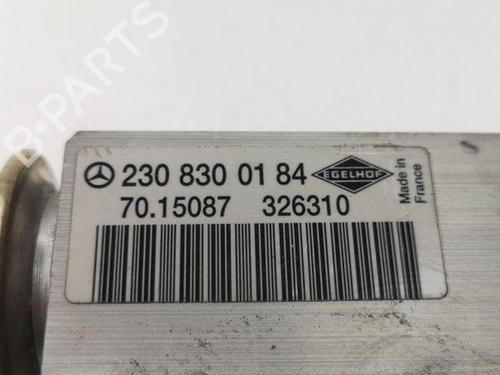 230 830 01 84
EGELHOF
Made in
France
70.15087 326310
B-PARTS